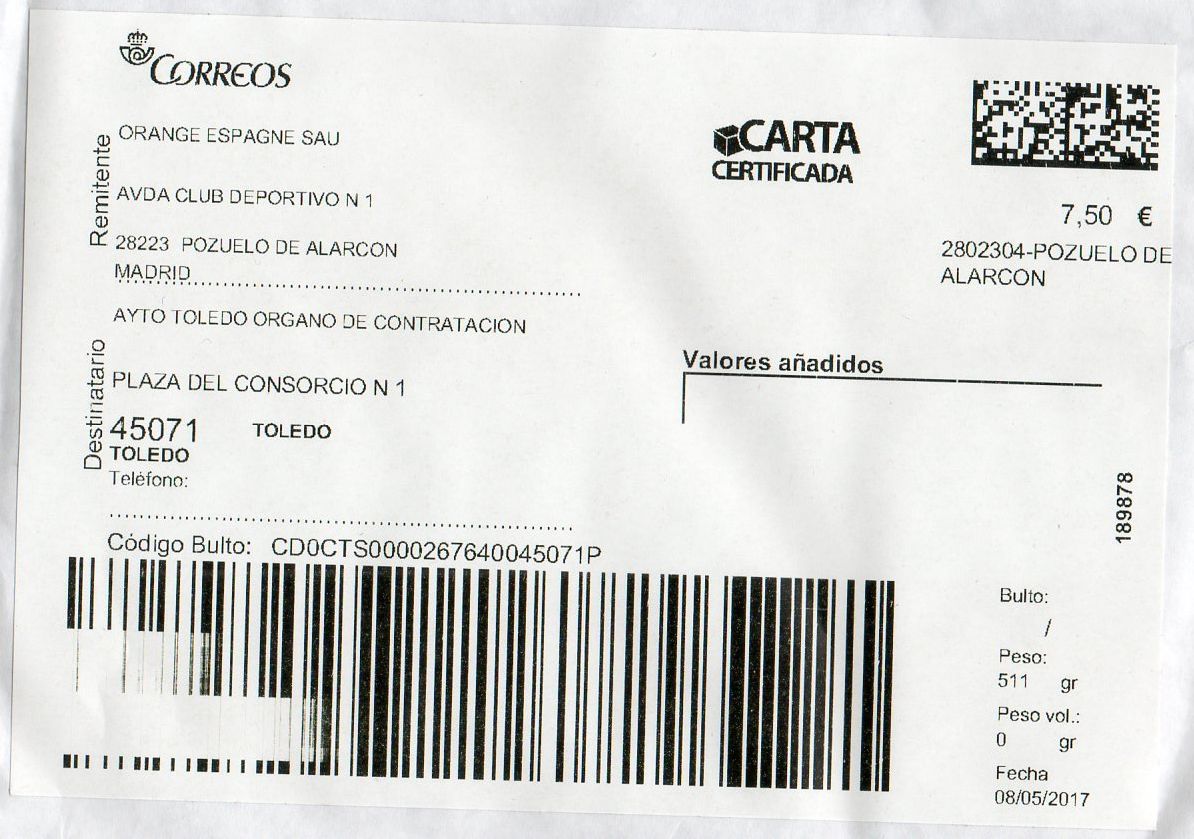 CORREOS
Remitente
ORANGE ESPAGNE SAU
AVDA CLUB DEPORTIVO N 1
28223 POZUELO DE ALARCON
MADRID
CARTA
CERTIFICADA
7,50 €
2802304-POZUELO DE
ALARCON
Destinatario
AYTO TOLEDO ORGANO DE CONTRATACION
PLAZA DEL CONSORCIO N 1
45071 TOLEDO
TOLEDO
Teléfono:
Valores añadidos
189878
Código Bulto: CD0CTS0000267640045071P
Bulto:
/
Peso:
511 gr
Peso vol.:
0 gr
Fecha
08/05/2017